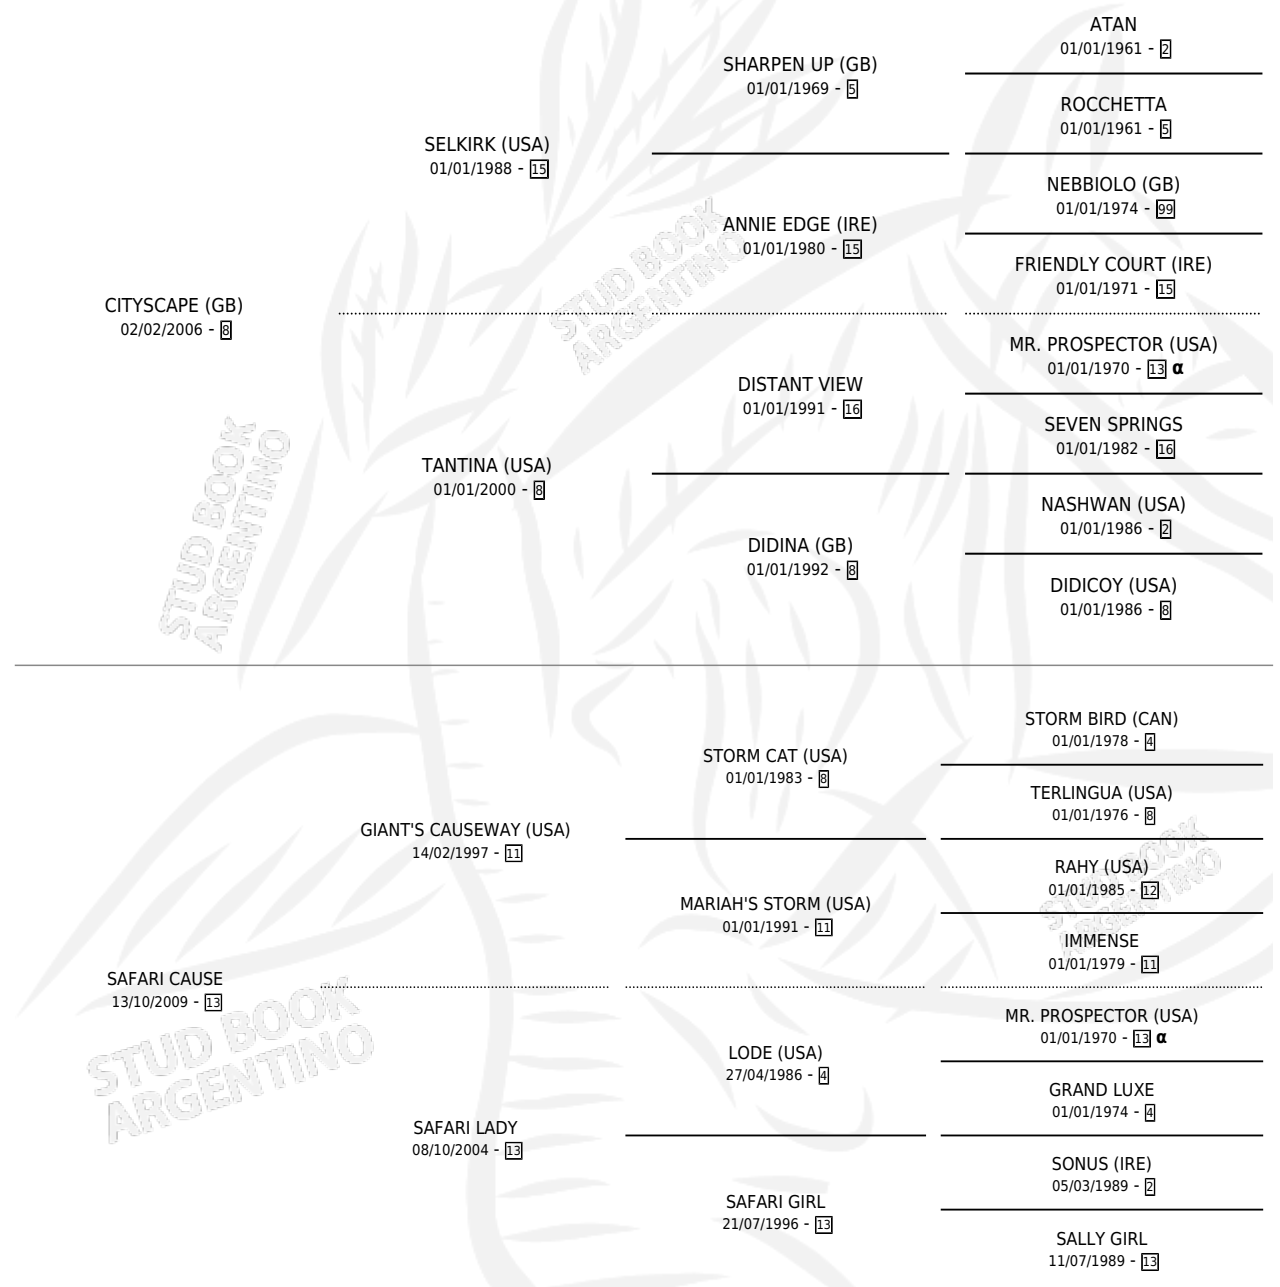 ATAN
01/01/1961 - 2
SHARPEN UP (GB)
01/01/1969 - 5
ROCCHETTA
01/01/1961 - 5
SELKIRK (USA)
01/01/1988 - 15
NEBBIOLO (GB)
01/01/1974 - 99
ANNIE EDGE (IRE)
01/01/1980 - 15
FRIENDLY COURT (IRE)
01/01/1971 - 15
CITYSCAPE (GB)
02/02/2006 - 8
MR. PROSPECTOR (USA)
01/01/1970 - 13 α
DISTANT VIEW
01/01/1991 - 16
SEVEN SPRINGS
01/01/1982 - 16
TANTINA (USA)
01/01/2000 - 8
NASHWAN (USA)
01/01/1986 - 2
DIDINA (GB)
01/01/1992 - 8
DIDICOY (USA)
01/01/1986 - 8
STORM BIRD (CAN)
01/01/1978 - 4
STORM CAT (USA)
01/01/1983 - 8
TERLINGUA (USA)
01/01/1976 - 8
GIANT'S CAUSEWAY (USA)
14/02/1997 - 11
RAHY (USA)
01/01/1985 - 12
MARIAH'S STORM (USA)
01/01/1991 - 11
IMMENSE
01/01/1979 - 11
SAFARI CAUSE
13/10/2009 - 13
MR. PROSPECTOR (USA)
01/01/1970 - 13 α
LODE (USA)
27/04/1986 - 4
GRAND LUXE
01/01/1974 - 4
SAFARI LADY
08/10/2004 - 13
SONUS (IRE)
05/03/1989 - 2
SAFARI GIRL
21/07/1996 - 13
SALLY GIRL
11/07/1989 - 13
STUD BOOK
ARGENTINO
STUD BOOK
ARGENTINO
STUD BOOK
ARGENTINO
STUD BOOK
ARGENTINO